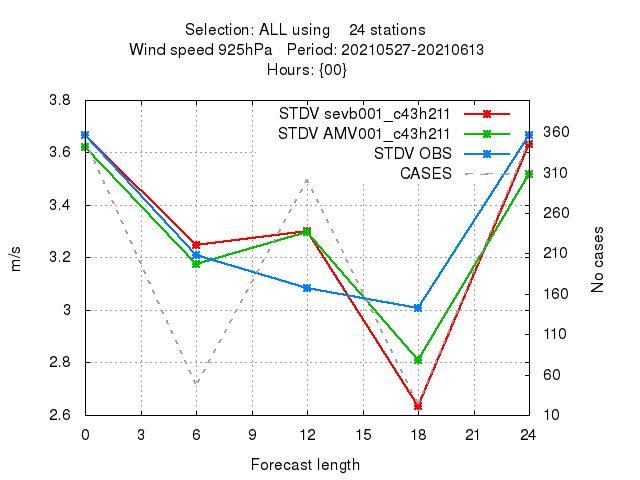 Selection: ALL using 24 stations
Wind speed 925hPa Period: 20210527-20210613
Hours: {00}
STDV sevb001_c43h211
STDV AMV001_c43h211
STDV OBS
CASES
3.8
3.6
3.4
3.2
3
2.8
2.6
360
310
260
210
160
110
60
10
m/s
No cases
0 3 6 9 12 15 18 21 24
Forecast length